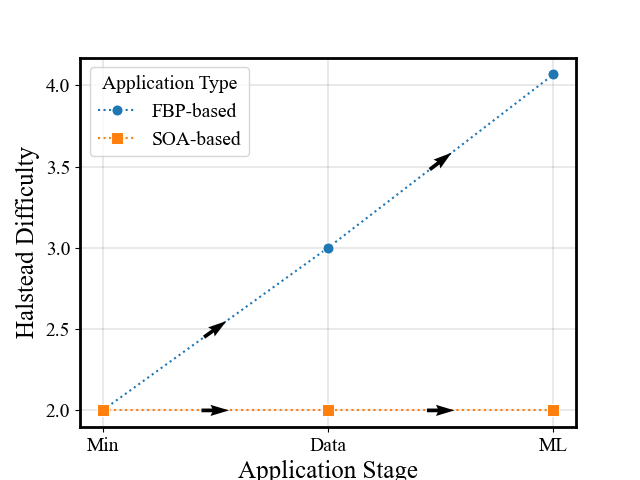 Application Type
FBP-based
SOA-based
Halstead Difficulty
4.0
3.5
3.0
2.5
2.0
Min
Data
ML
Application Stage